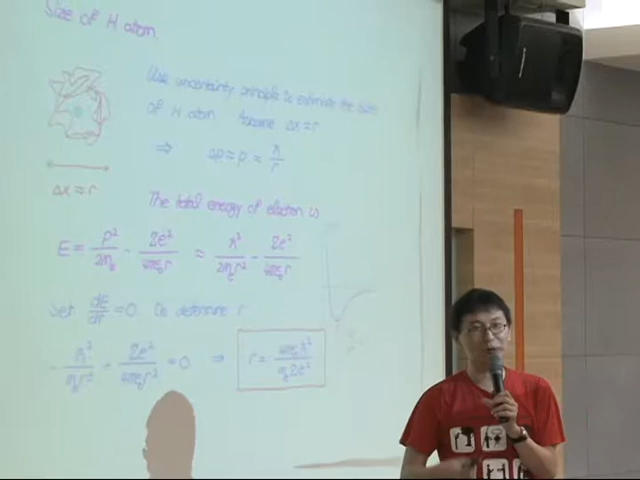 Size of H atom
Use uncertainty principle to estimate the size
of H atom. Assume Δx≈r
⇒ Δp≈p≈ ħ/r
Δx≈r
The total energy of electron is
E = p²/2mₑ - Ze²/4πε₀r ≈ ħ²/2mₑr² - Ze²/4πε₀r
Set dE/dr = 0 to determine r
- ħ²/mₑr³ + Ze²/4πε₀r² = 0 ⇒ r = 4πε₀ħ²/mₑZe²